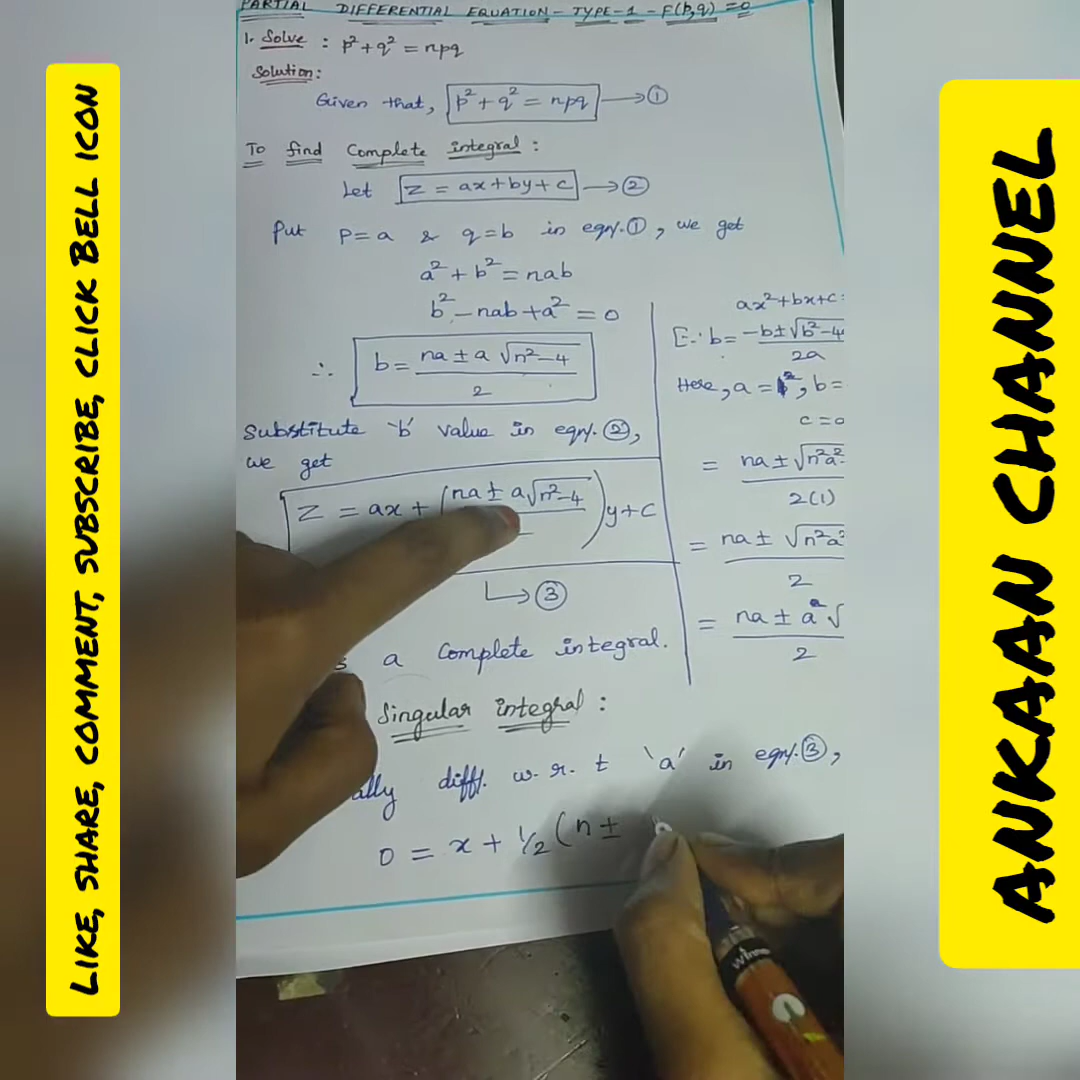 LIKE, SHARE, COMMENT, SUBSCRIBE, CLICK BELL ICON
PARTIAL DIFFERENTIAL EQUATION - TYPE-1 - F(p,q) = 0
1. Solve : p² + q² = npq
Solution:
Given that, p² + q² = npq → ①
To find Complete integral :
Let z = ax + by + c → ②
Put p = a & q = b in eqn. ①, we get
a² + b² = nab
b² - nab + a² = 0
∴ b = (na ± a √n²-4) / 2
Substitute 'b' value in eqn. ②,
we get
z = ax + (na ± a√n²-4) y + c
↳ ③
a Complete integral.
Singular integral :
ally diff. w.r.t 'a' in eqn. ③,
0 = x + 1/2 (n ±
ax² + bx + c =
[∵ b = -b ± √b²-4 / 2a
Here, a = , b =
c = a
= na ± √n²a² / 2(1)
= na ± √n²a² / 2
= na ± a √ / 2
winner
ANKAAN CHANNEL